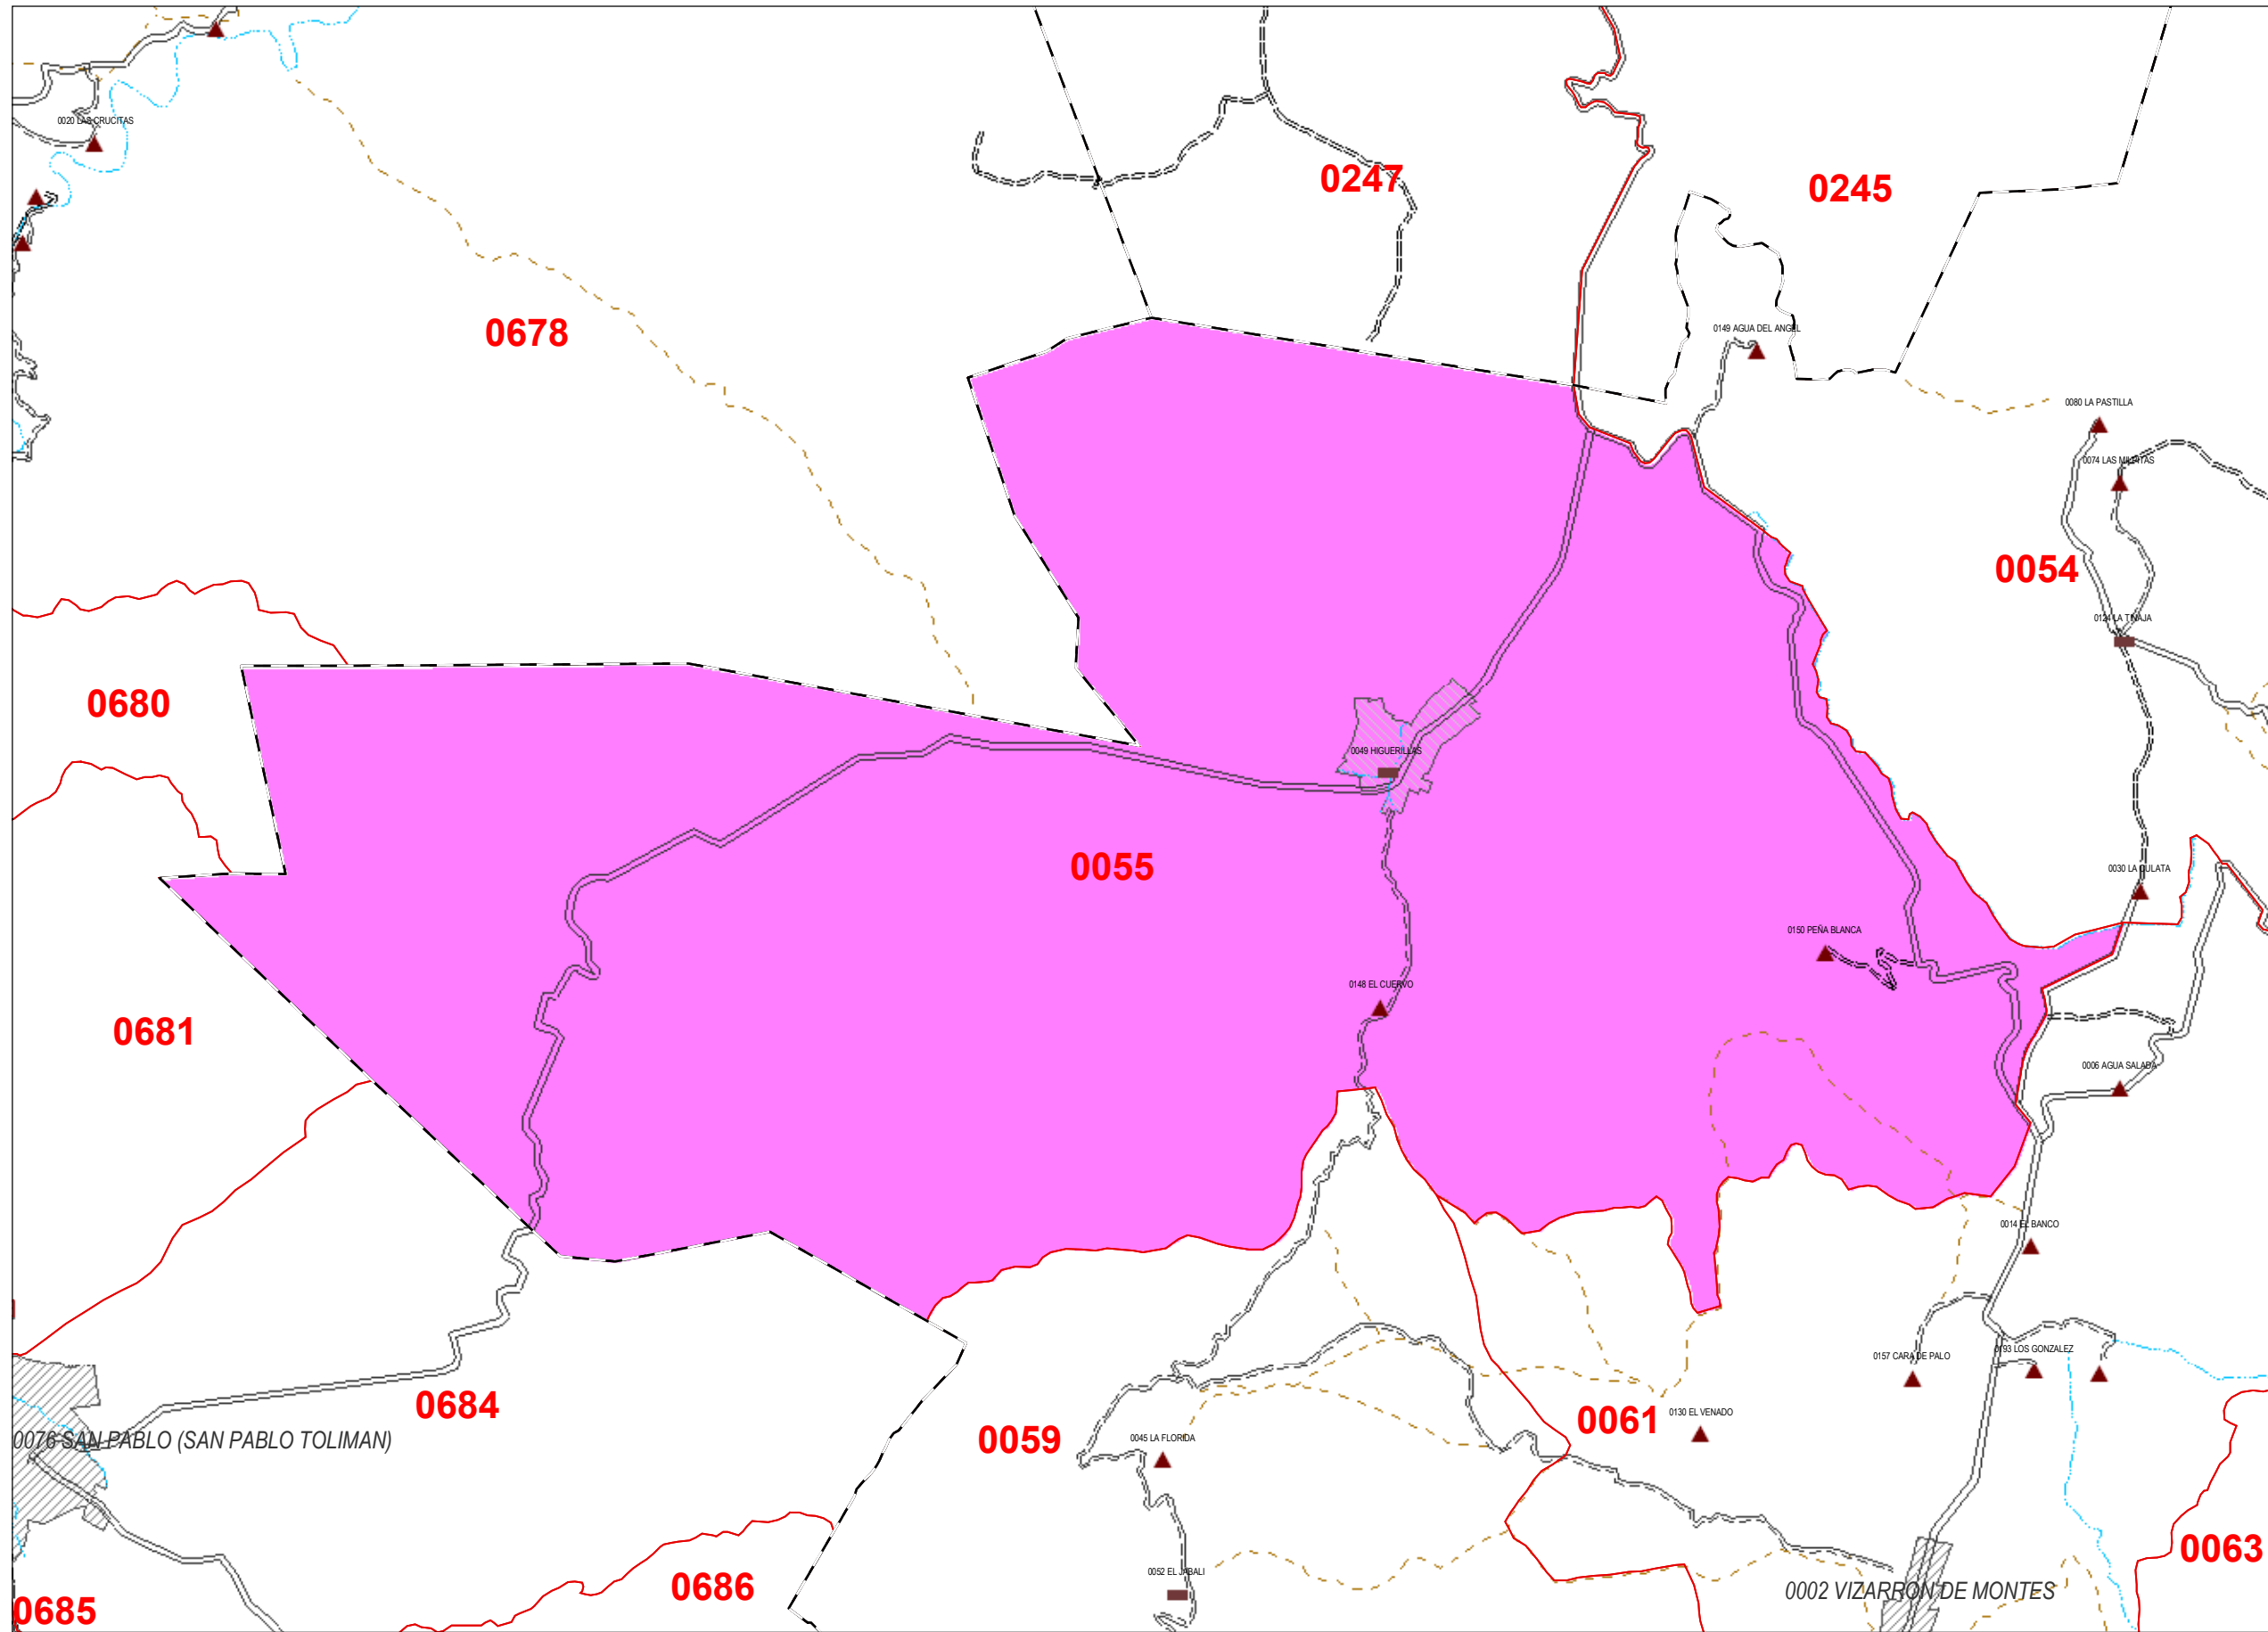 0020 LAS CRUCITAS
0247
0245
0678
0149 AGUA DEL ANGEL
0080 LA PASTILLA
0074 LAS MILPITAS
0054
0124 LA TINAJA
0680
0049 HIGUERILLAS
0055
0030 LA CULATA
0150 PEÑA BLANCA
0148 EL CUERVO
0681
0006 AGUA SALADA
0014 EL BANCO
0157 CARA DE PALO
0193 LOS GONZALEZ
0684
0130 EL VENADO
0061
0076 SAN PABLO (SAN PABLO TOLIMAN)
0059
0045 LA FLORIDA
0063
0052 EL JABALI
0686
0002 VIZARRON DE MONTES
0685